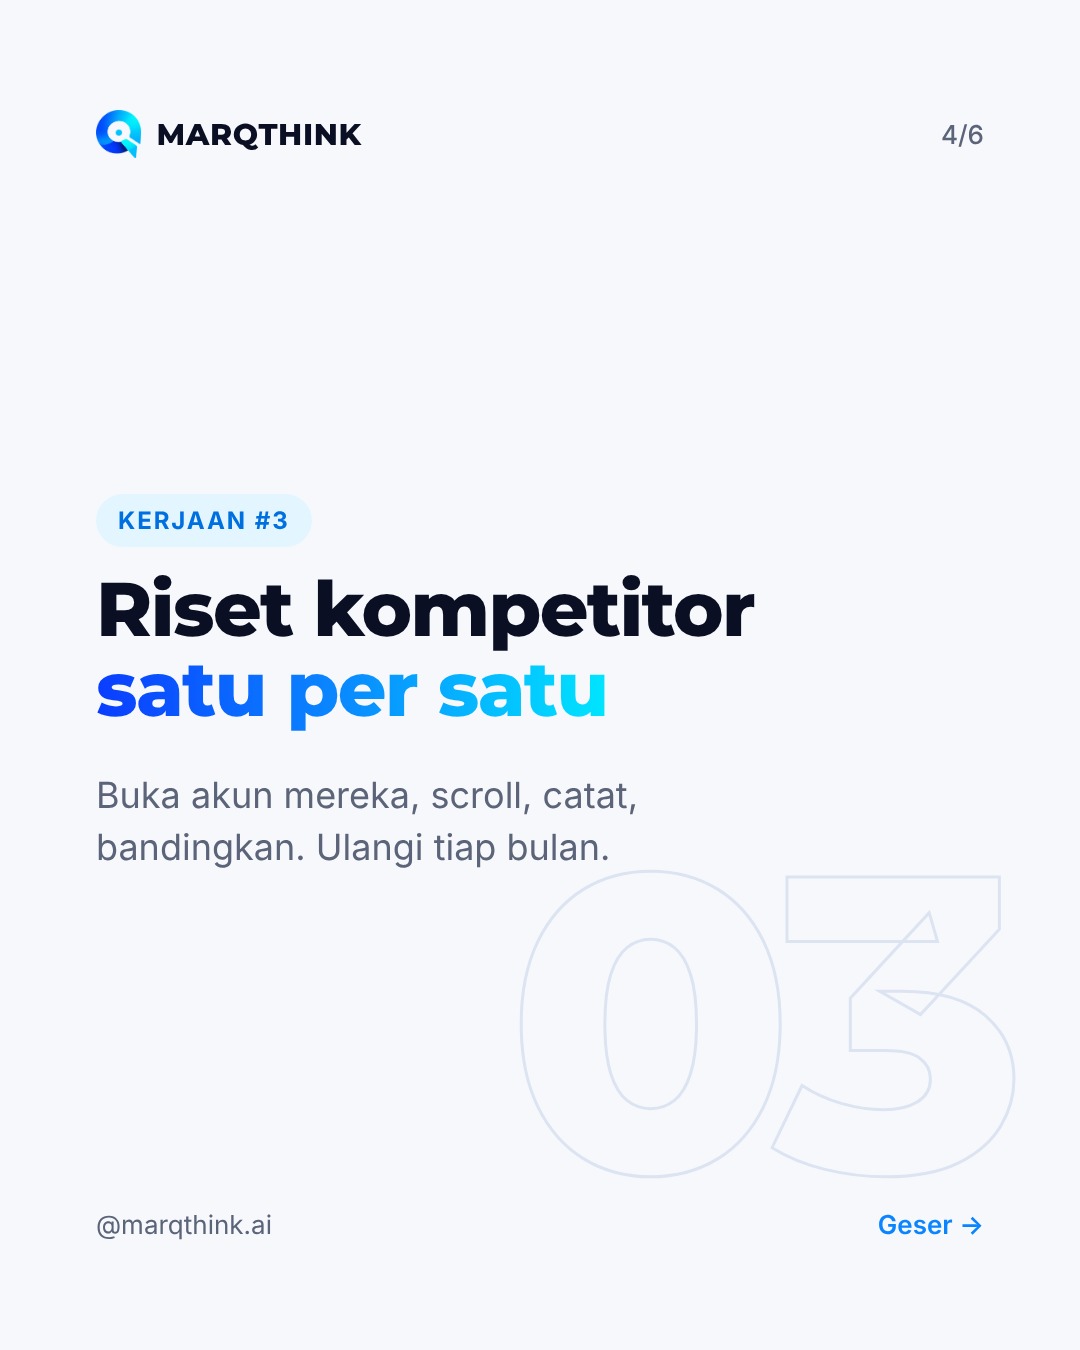 MARQTHINK
4/6
KERJAAN #3
Riset kompetitor
satu per satu
Buka akun mereka, scroll, catat,
bandingkan. Ulangi tiap bulan.
03
@marqthink.ai
Geser →